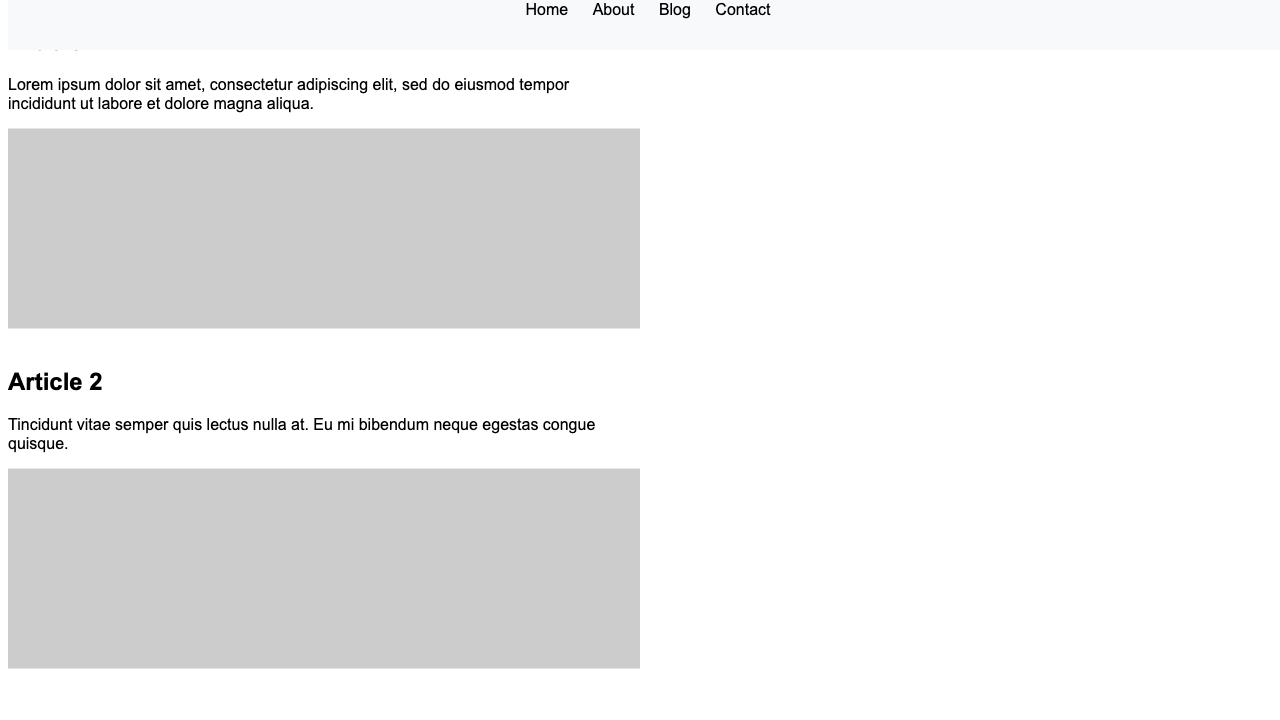 Home About Blog Contact
Lorem ipsum dolor sit amet, consectetur adipiscing elit, sed do eiusmod tempor
incididunt ut labore et dolore magna aliqua.
Article 2
Tincidunt vitae semper quis lectus nulla at. Eu mi bibendum neque egestas congue
quisque.